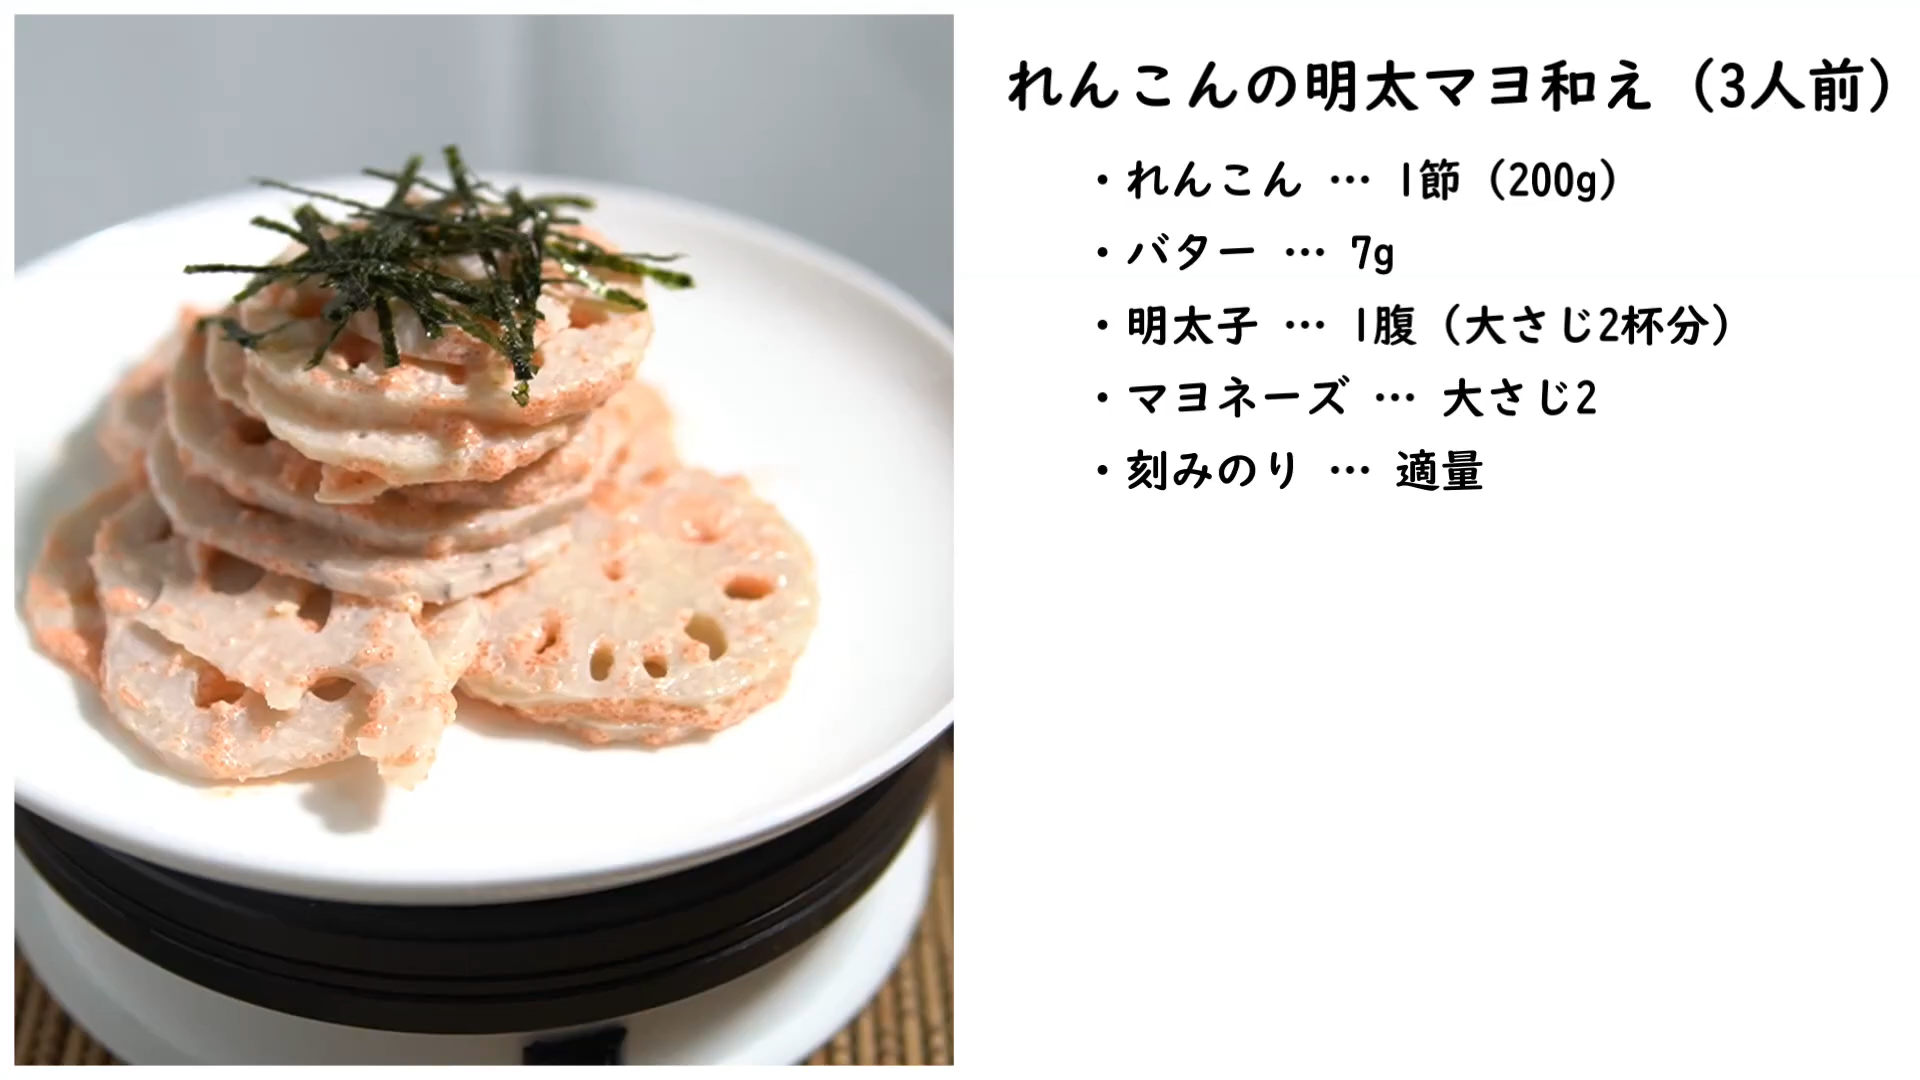 れんこんの明太マヨ和え（3人前）
・れんこん … 1節（200g）
・バター … 7g
・明太子 … 1腹（大さじ2杯分）
・マヨネーズ … 大さじ2
・刻みのり … 適量